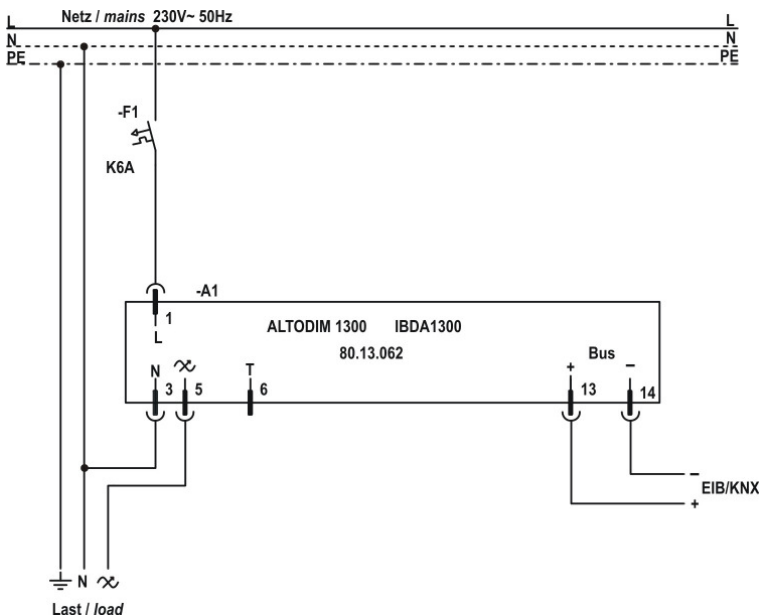 Netz / mains 230V~ 50Hz
L L
N N
PE PE
-F1
K6A
-A1
1
L
ALTODIM 1300 IBDA1300
80.13.062
Bus
N T + −
3 5 6 13 14
−
EIB/KNX
+
N
Last / load